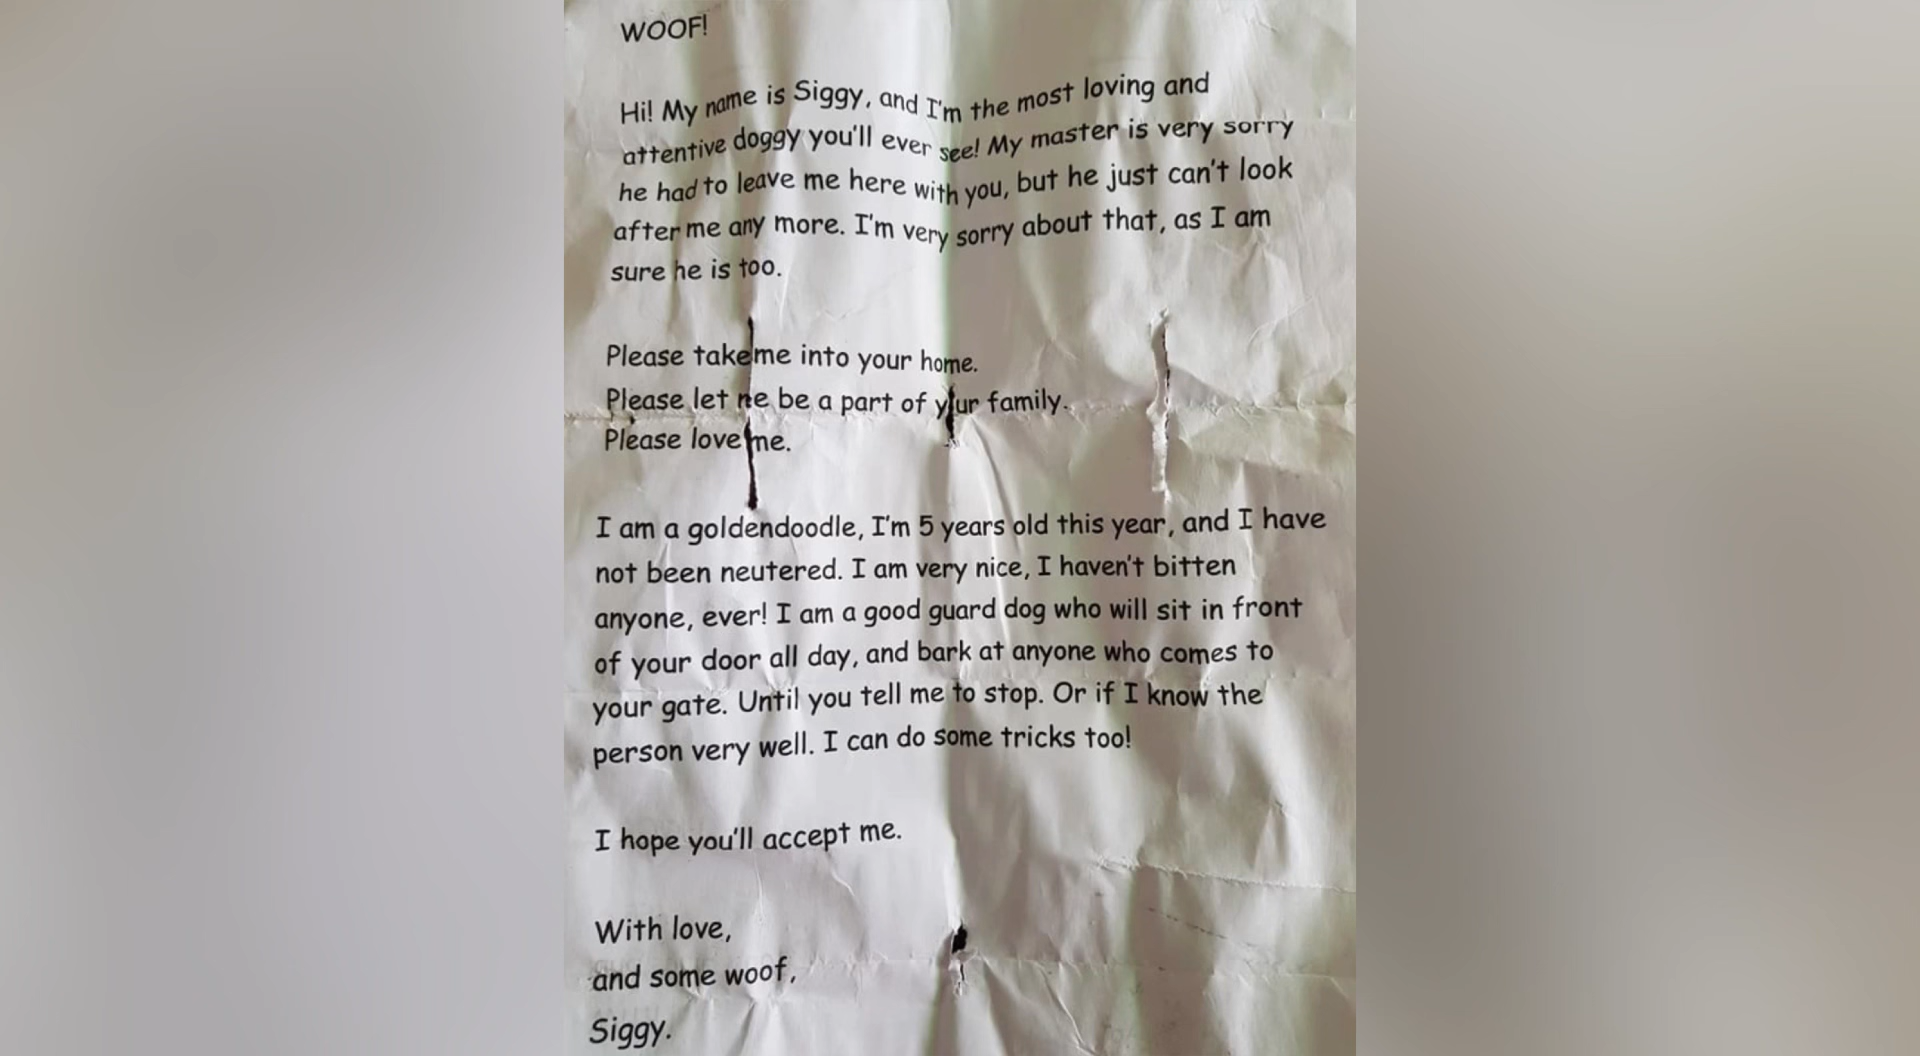 WOOF!
Hi! My name is Siggy, and I'm the most loving and
attentive doggy you'll ever see! My master is very sorry
he had to leave me here with you, but he just can't look
after me any more. I'm very sorry about that, as I am
sure he is too.
Please take me into your home.
Please let me be a part of your family.
Please love me.
I am a goldendoodle, I'm 5 years old this year, and I have
not been neutered. I am very nice, I haven't bitten
anyone, ever! I am a good guard dog who will sit in front
of your door all day, and bark at anyone who comes to
your gate. Until you tell me to stop. Or if I know the
person very well. I can do some tricks too!
I hope you'll accept me.
With love,
and some woof,
Siggy.